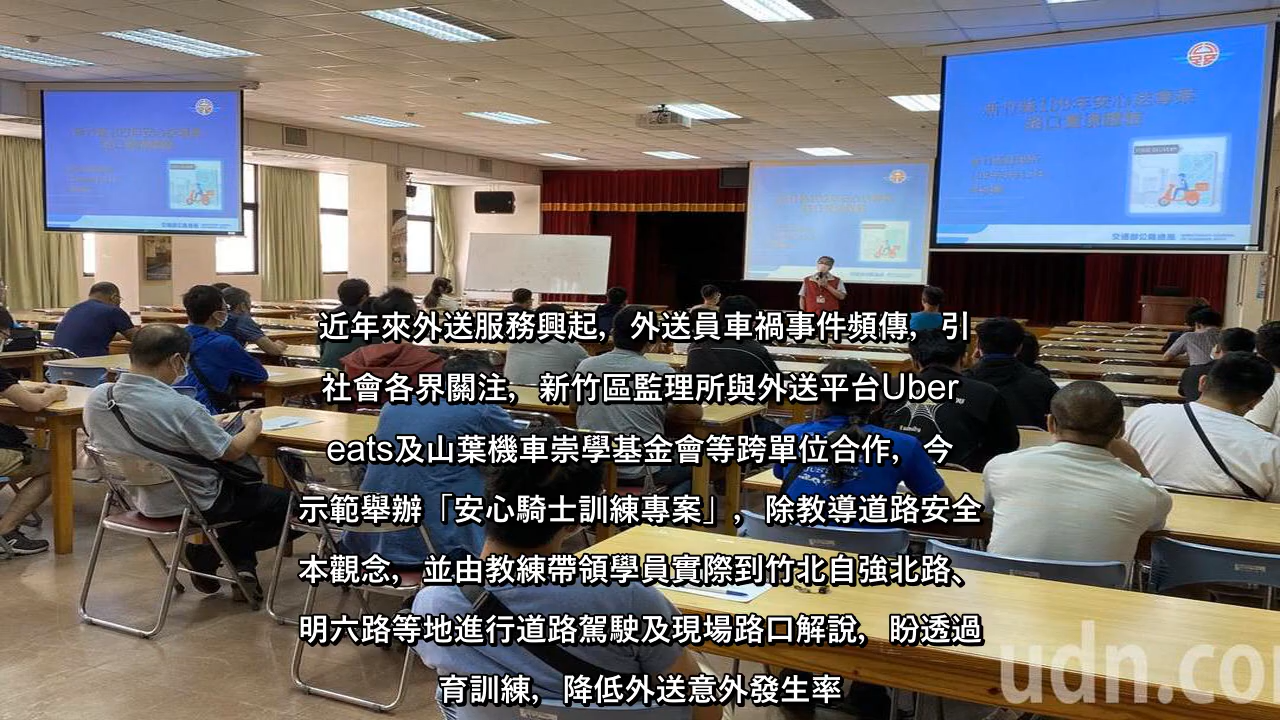 近年來外送服務興起，外送員車禍事件頻傳，引
社會各界關注，新竹區監理所與外送平台Uber
eats及山葉機車崇學基金會等跨單位合作，今
示範舉辦「安心騎士訓練專案」，除教導道路安全
本觀念，並由教練帶領學員實際到竹北自強北路、
明六路等地進行道路駕駛及現場路口解說，盼透過
育訓練，降低外送意外發生率
交通部公路總局
udn.co